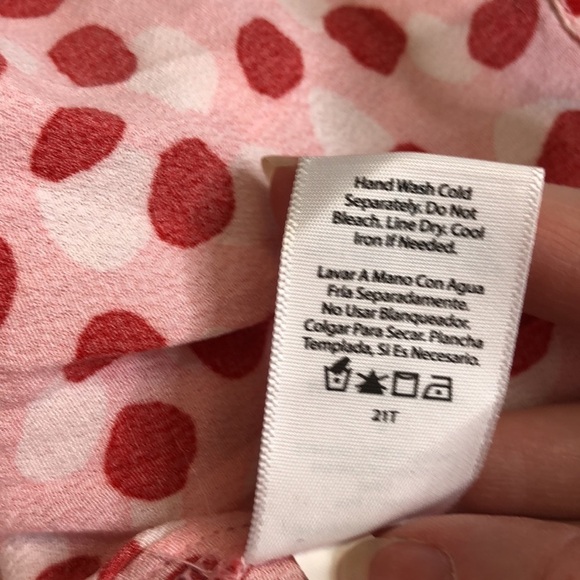 Hand Wash Cold
Separately. Do Not
Bleach. Line Dry. Cool
Iron If Needed.
Lavar A Mano Con Agua
Fría Separadamente.
No Usar Blanqueador.
Colgar Para Secar. Plancha
Templada, Si Es Necesario.
21T